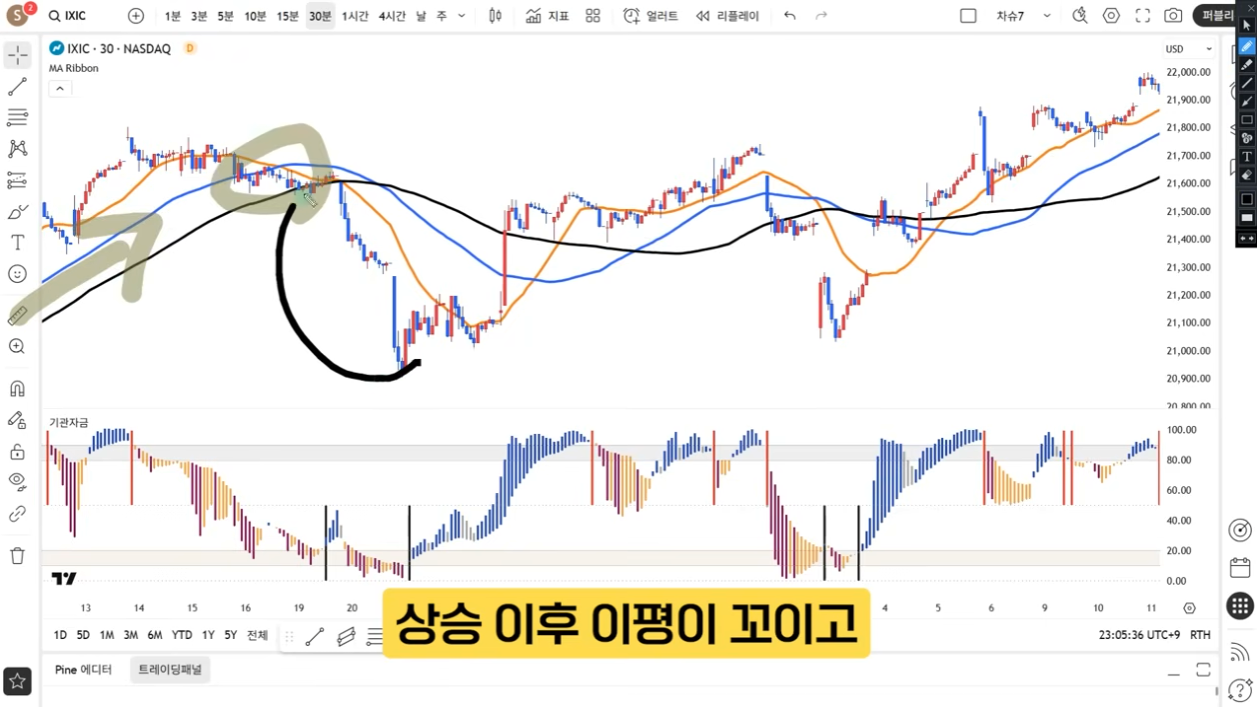 S 2 IXIC 1분 3분 5분 10분 15분 30분 1시간 4시간 날 주 지표 얼러트 리플레이 차슈7 퍼블리
IXIC · 30 · NASDAQ D
USD
MA Ribbon
22,000.00
21,900.00
21,800.00
21,700.00
21,600.00
21,500.00
21,400.00
21,300.00
21,200.00
21,100.00
21,000.00
20,900.00
20,800.00
기관자금
100.00
80.00
60.00
40.00
20.00
0.00
13 14 15 16 19 20 4 5 6 9 10 11
상승 이후 이평이 꼬이고
1D 5D 1M 3M 6M YTD 1Y 5Y 전체 23:05:36 UTC+9 RTH
Pine 에디터 트레이딩패널